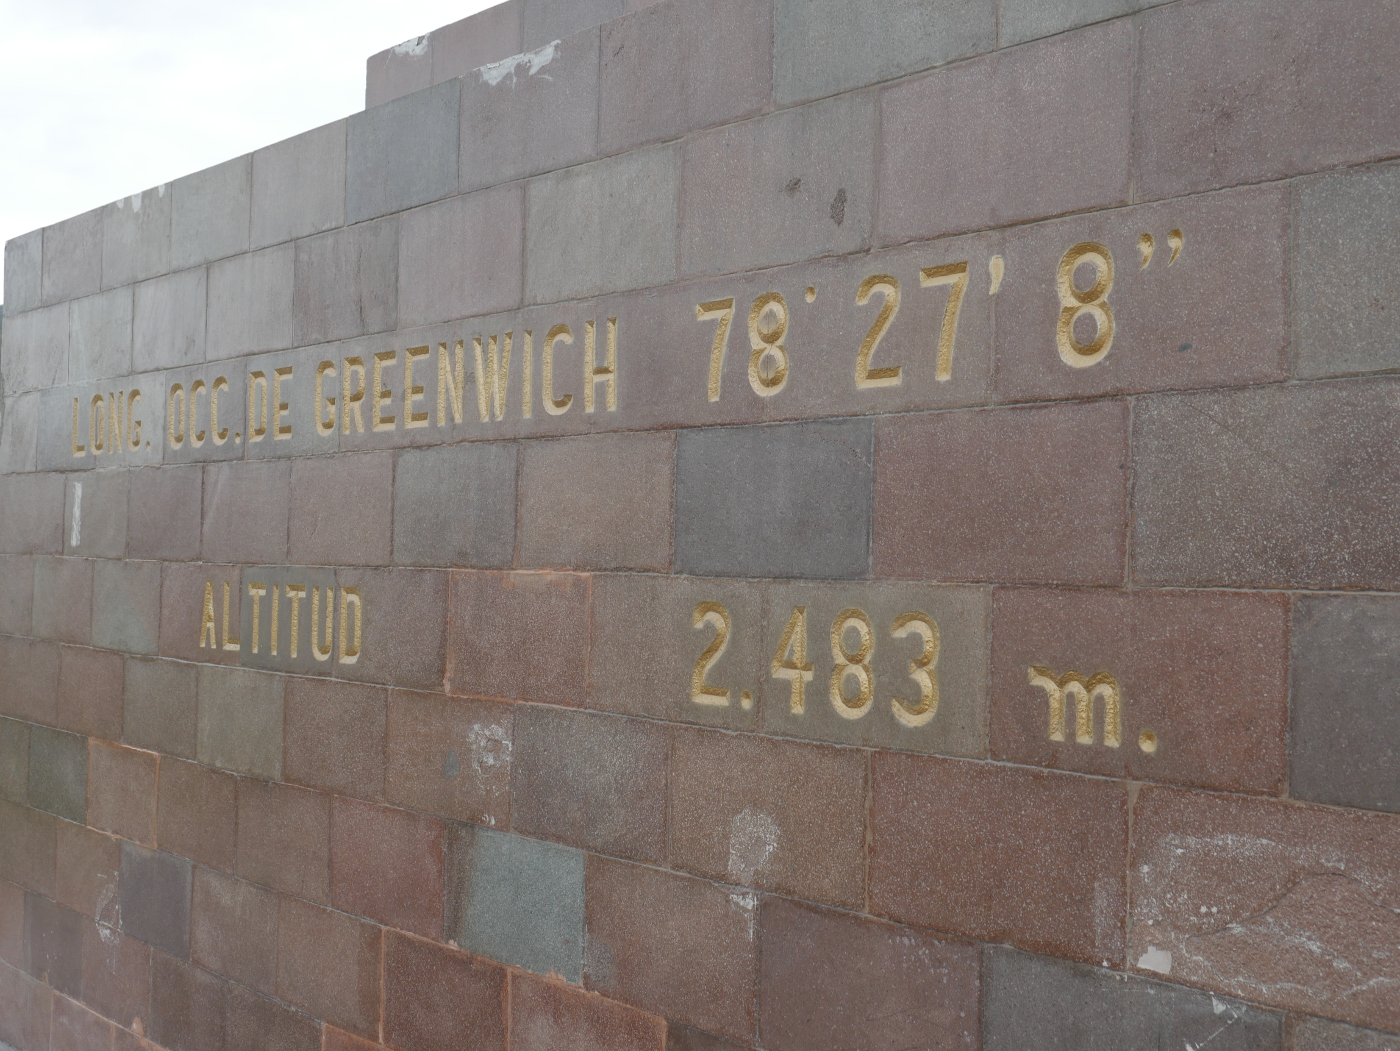 LONG. OCC. DE GREENWICH 78° 27' 8"
ALTITUD 2.483 m.